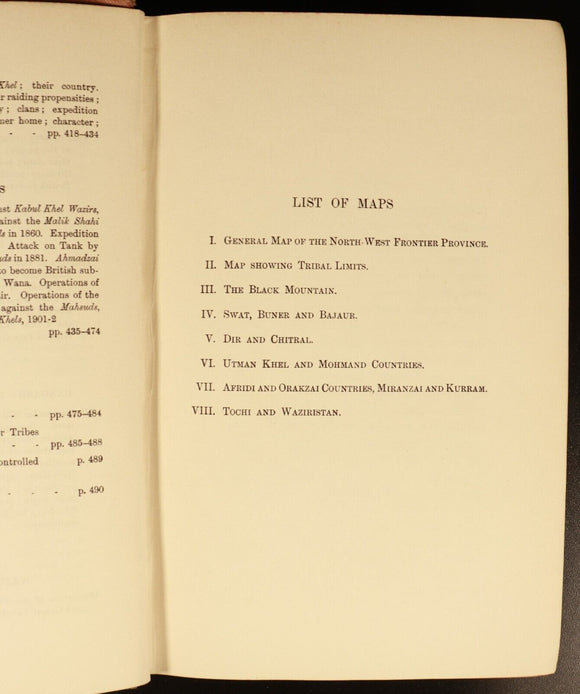 Khel; their country.
r raiding propensities;
y; clans; expedition
ner home; character;
- - pp. 418-434
S
nst Kabul Khel Wazirs,
ainst the Malik Shahi
ls in 1860. Expedition
Attack on Tank by
uds in 1881. Ahmadzai
to become British sub-
Wana. Operations of
ir. Operations of the
against the Mahsuds,
Khels, 1901-2
pp. 435-474
- - pp. 475-484
r Tribes
- - pp. 485-488
ontrolled p. 489
- - - p. 490
LIST OF MAPS
I. General Map of the North-West Frontier Province.
II. Map showing Tribal Limits.
III. The Black Mountain.
IV. Swat, Buner and Bajaur.
V. Dir and Chitral.
VI. Utman Khel and Mohmand Countries.
VII. Afridi and Orakzai Countries, Miranzai and Kurram.
VIII. Tochi and Waziristan.